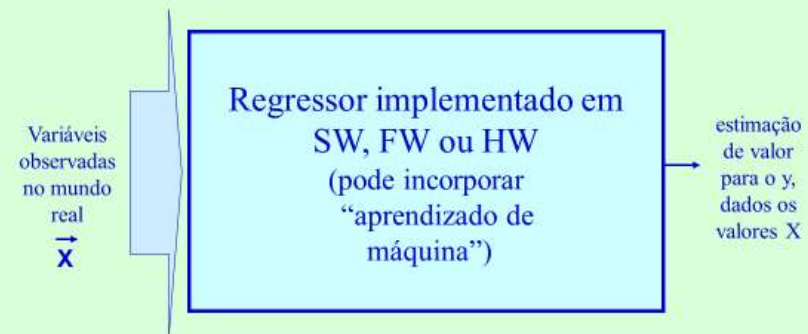 Variáveis
observadas
no mundo
real
X
Regressor implementado em
SW, FW ou HW
(pode incorporar
“aprendizado de
máquina”)
estimação
de valor
para o y,
dados os
valores X